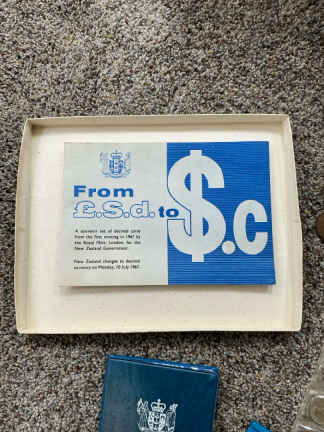 From
£.S.d. to
$.c
A souvenir set of decimal coins
from the first minting in 1967 by
the Royal Mint, London, for the
New Zealand Government.
New Zealand changes to decimal
currency on Monday, 10 July 1967.